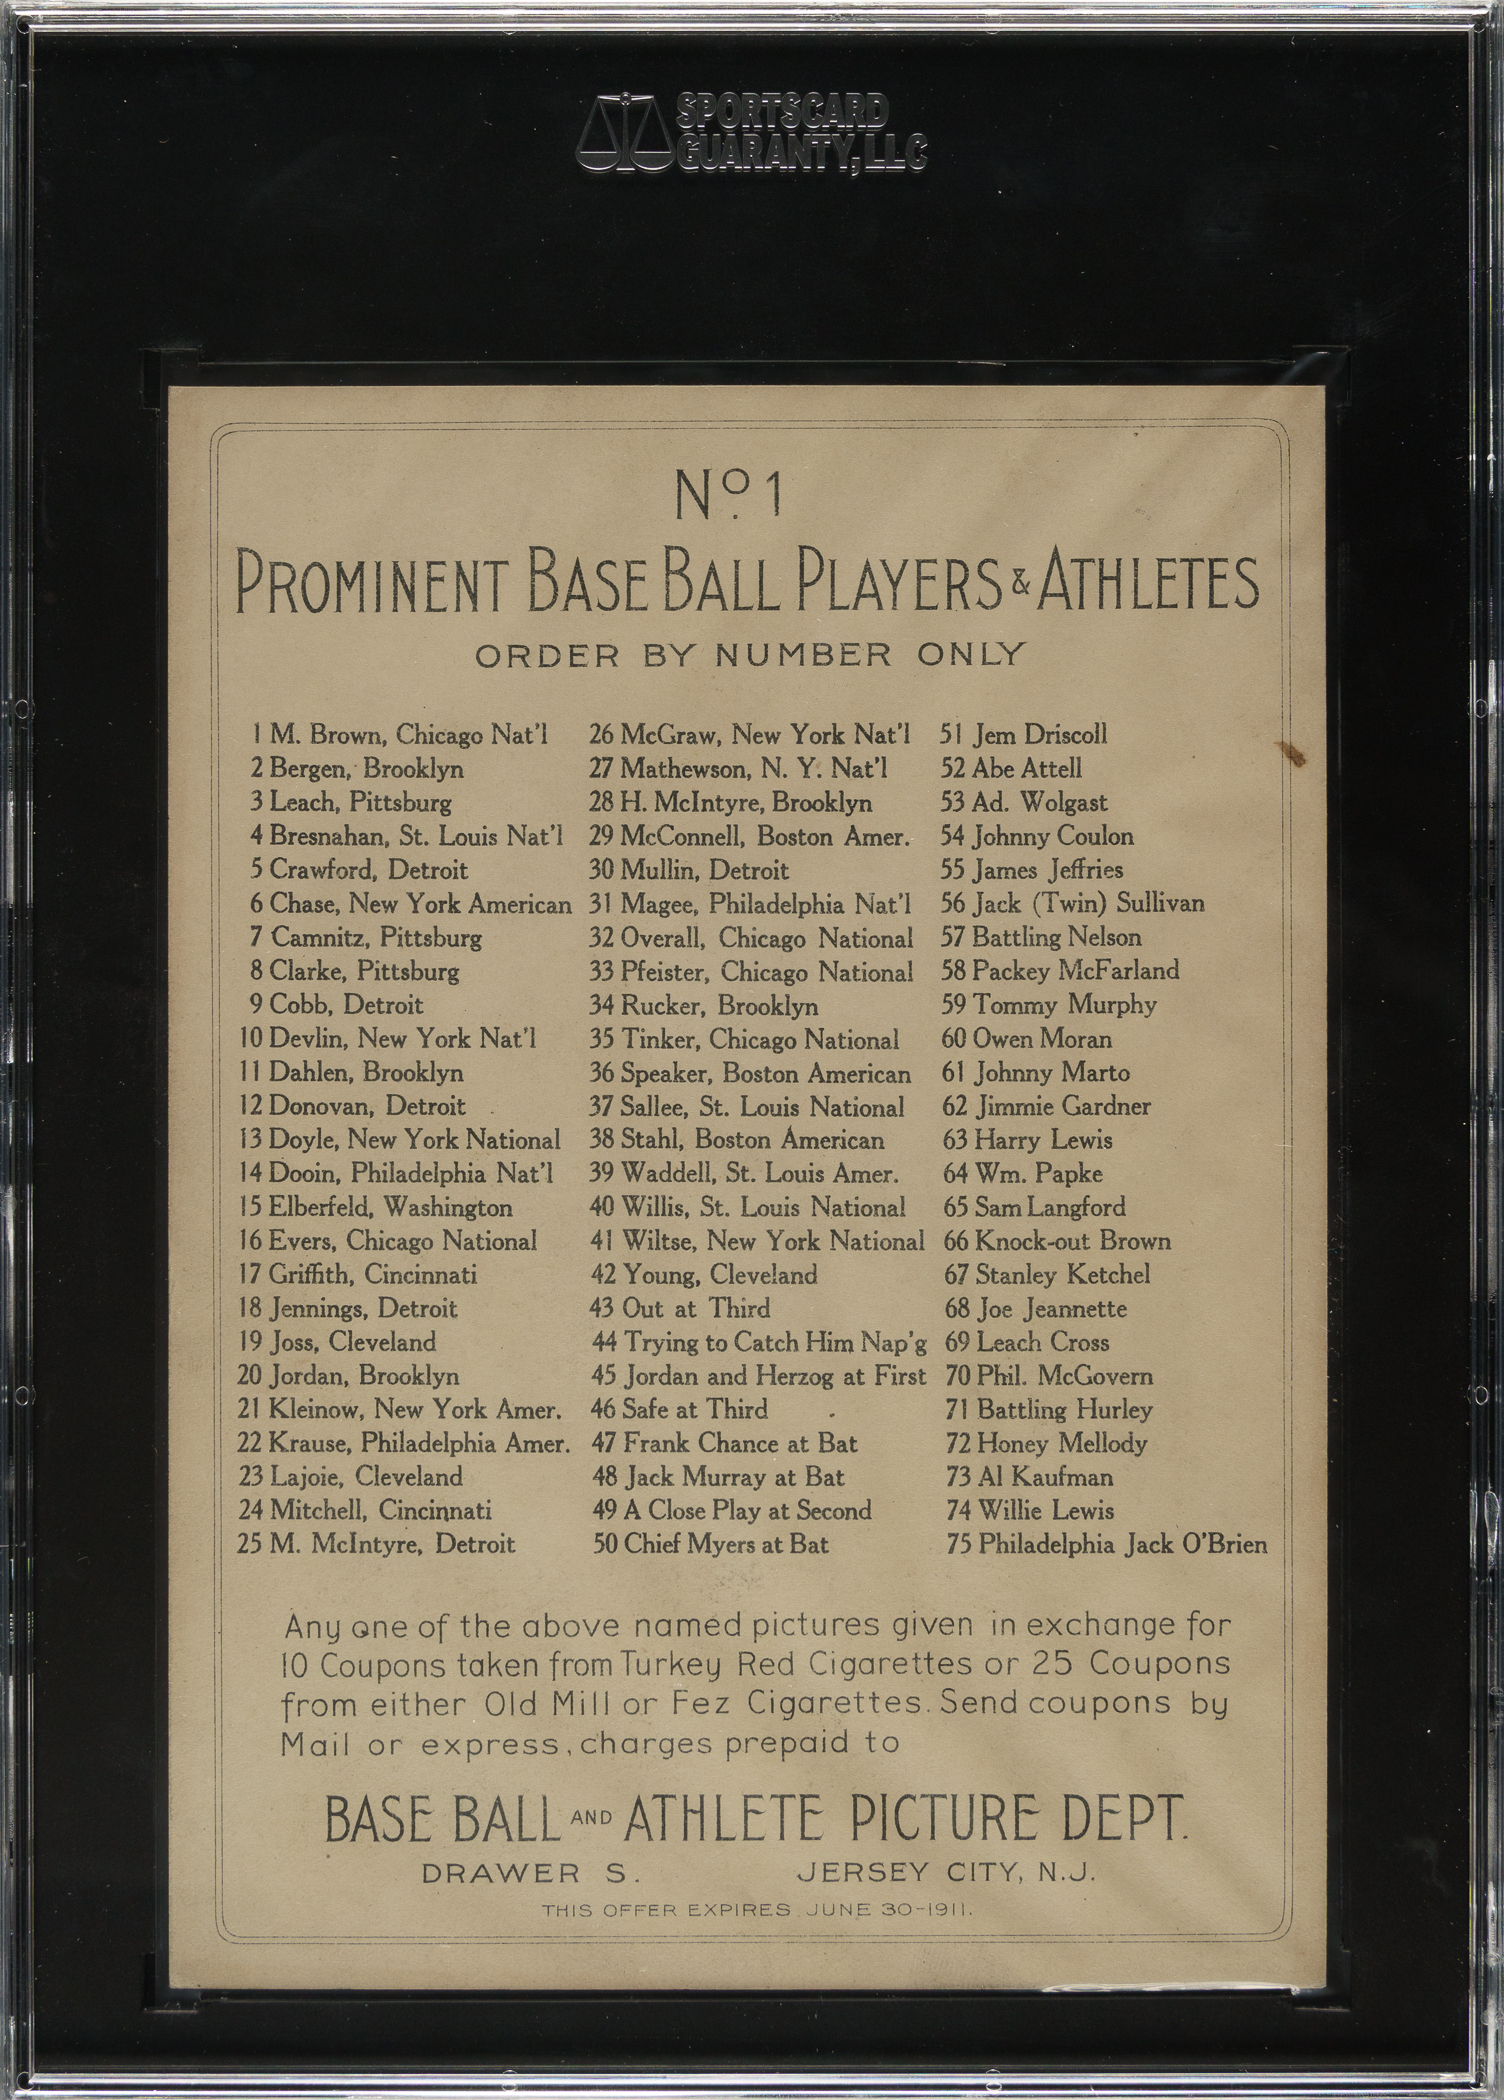 SPORTSCARD
GUARANTY, LLC
No. 1
PROMINENT BASE BALL PLAYERS & ATHLETES
ORDER BY NUMBER ONLY
1 M. Brown, Chicago Nat'l
2 Bergen, Brooklyn
3 Leach, Pittsburg
4 Bresnahan, St. Louis Nat'l
5 Crawford, Detroit
6 Chase, New York American
7 Camnitz, Pittsburg
8 Clarke, Pittsburg
9 Cobb, Detroit
10 Devlin, New York Nat'l
11 Dahlen, Brooklyn
12 Donovan, Detroit
13 Doyle, New York National
14 Dooin, Philadelphia Nat'l
15 Elberfeld, Washington
16 Evers, Chicago National
17 Griffith, Cincinnati
18 Jennings, Detroit
19 Joss, Cleveland
20 Jordan, Brooklyn
21 Kleinow, New York Amer.
22 Krause, Philadelphia Amer.
23 Lajoie, Cleveland
24 Mitchell, Cincinnati
25 M. McIntyre, Detroit
26 McGraw, New York Nat'l
27 Mathewson, N. Y. Nat'l
28 H. McIntyre, Brooklyn
29 McConnell, Boston Amer.
30 Mullin, Detroit
31 Magee, Philadelphia Nat'l
32 Overall, Chicago National
33 Pfeister, Chicago National
34 Rucker, Brooklyn
35 Tinker, Chicago National
36 Speaker, Boston American
37 Sallee, St. Louis National
38 Stahl, Boston American
39 Waddell, St. Louis Amer.
40 Willis, St. Louis National
41 Wiltse, New York National
42 Young, Cleveland
43 Out at Third
44 Trying to Catch Him Nap'g
45 Jordan and Herzog at First
46 Safe at Third
47 Frank Chance at Bat
48 Jack Murray at Bat
49 A Close Play at Second
50 Chief Myers at Bat
51 Jem Driscoll
52 Abe Attell
53 Ad. Wolgast
54 Johnny Coulon
55 James Jeffries
56 Jack (Twin) Sullivan
57 Battling Nelson
58 Packey McFarland
59 Tommy Murphy
60 Owen Moran
61 Johnny Marto
62 Jimmie Gardner
63 Harry Lewis
64 Wm. Papke
65 Sam Langford
66 Knock-out Brown
67 Stanley Ketchel
68 Joe Jeannette
69 Leach Cross
70 Phil. McGovern
71 Battling Hurley
72 Honey Mellody
73 Al Kaufman
74 Willie Lewis
75 Philadelphia Jack O'Brien
Any one of the above named pictures given in exchange for
10 Coupons taken from Turkey Red Cigarettes or 25 Coupons
from either Old Mill or Fez Cigarettes. Send coupons by
Mail or express, charges prepaid to
BASE BALL AND ATHLETE PICTURE DEPT.
DRAWER S. JERSEY CITY, N.J.
THIS OFFER EXPIRES JUNE 30-1911.